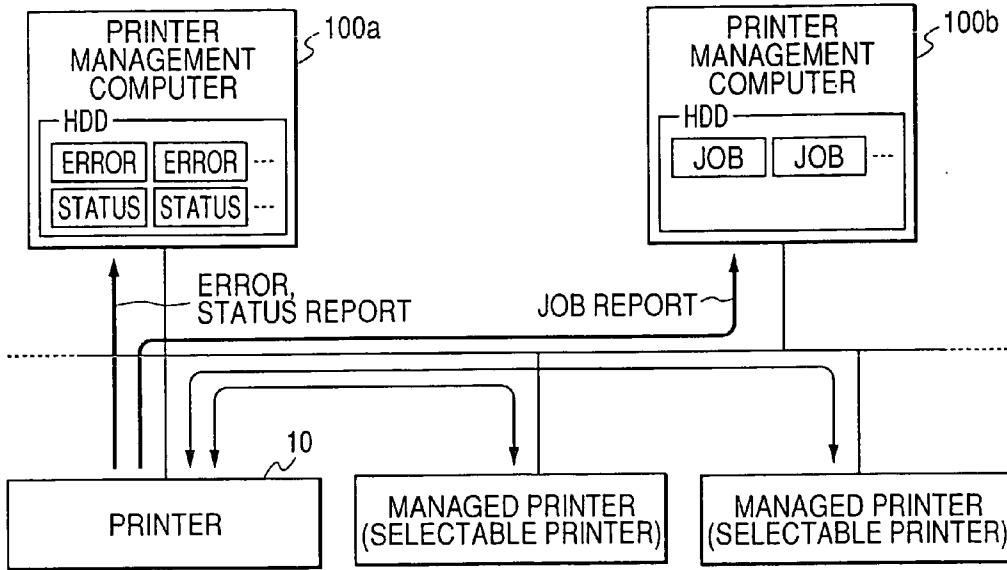 PRINTER
MANAGEMENT
COMPUTER
100a
HDD
ERROR ERROR ----
STATUS STATUS ----
PRINTER
MANAGEMENT
COMPUTER
100b
HDD
JOB JOB ----
ERROR,
STATUS REPORT
JOB REPORT
10
PRINTER
MANAGED PRINTER
(SELECTABLE PRINTER)
MANAGED PRINTER
(SELECTABLE PRINTER)